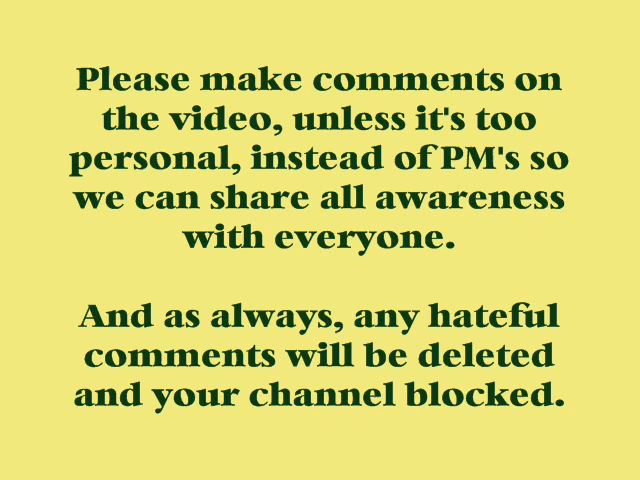 Please make comments on
the video, unless it's too
personal, instead of PM's so
we can share all awareness
with everyone.
And as always, any hateful
comments will be deleted
and your channel blocked.